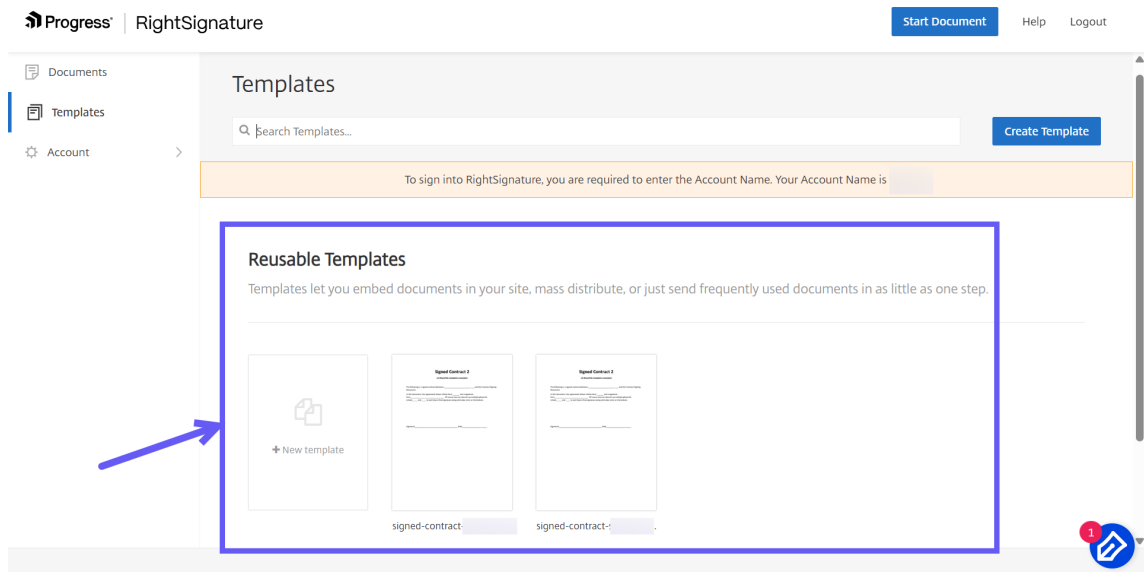 Progress RightSignature
Start Document
Help
Logout
Documents
Templates
Account
Templates
Search Templates...
Create Template
To sign into RightSignature, you are required to enter the Account Name. Your Account Name is
Reusable Templates
Templates let you embed documents in your site, mass distribute, or just send frequently used documents in as little as one step.
+ New template
Signed Contract 2
Signed Contract 2
signed-contract-
signed-contract-
1